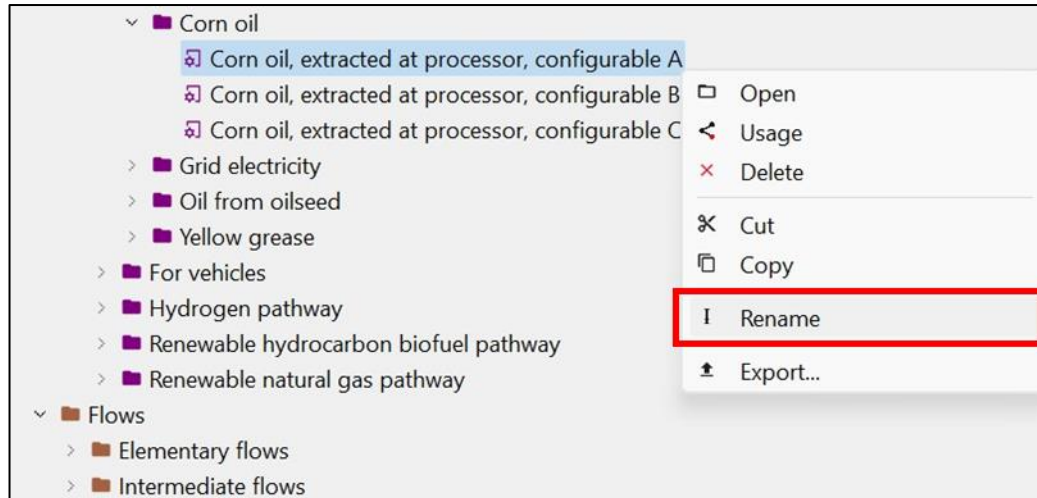 Corn oil
Corn oil, extracted at processor, configurable A
Corn oil, extracted at processor, configurable B
Corn oil, extracted at processor, configurable C
Grid electricity
Oil from oilseed
Yellow grease
For vehicles
Hydrogen pathway
Renewable hydrocarbon biofuel pathway
Renewable natural gas pathway
Flows
Elementary flows
Intermediate flows
Open
Usage
Delete
Cut
Copy
Rename
Export...